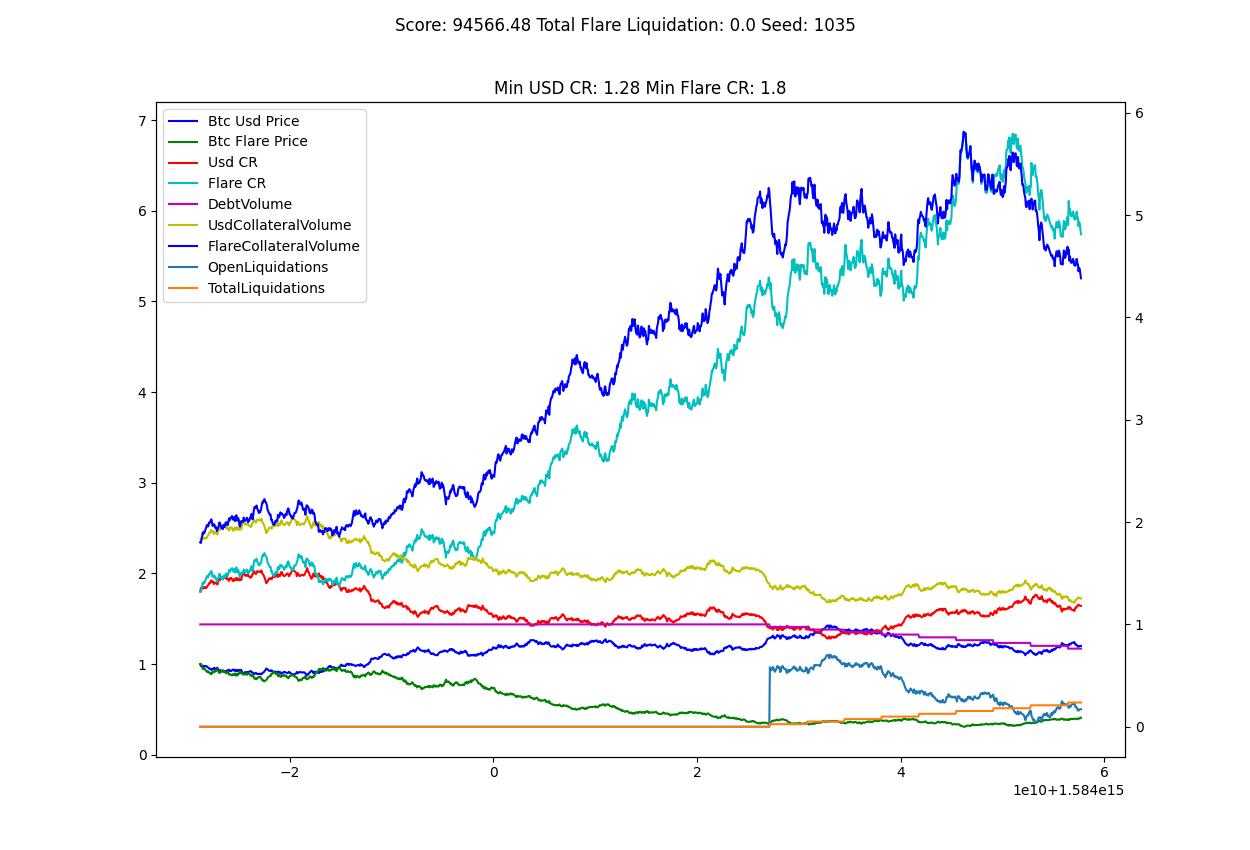 Score: 94566.48 Total Flare Liquidation: 0.0 Seed: 1035
Min USD CR: 1.28 Min Flare CR: 1.8
Btc Usd Price
Btc Flare Price
Usd CR
Flare CR
DebtVolume
UsdCollateralVolume
FlareCollateralVolume
OpenLiquidations
TotalLiquidations
7
6
5
4
3
2
1
0
6
5
4
3
2
1
0
−2
0
2
4
6
1e10+1.584e15